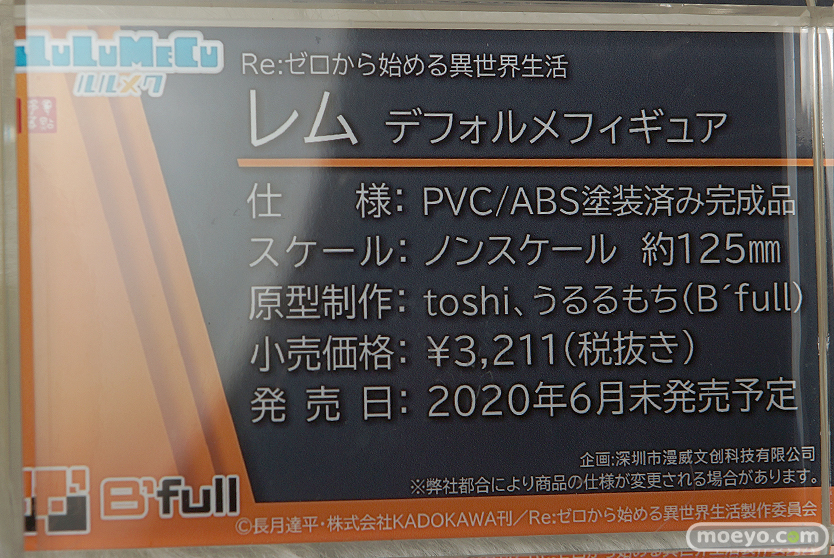 LuLuMeCu
ルルメク
Re:ゼロから始める異世界生活
レム デフォルメフィギュア
仕 様: PVC/ABS塗装済み完成品
スケール: ノンスケール 約125㎜
原型制作: toshi、うるるもち(B´full)
小売価格: ¥3,211(税抜き)
発売日: 2020年6月末発売予定
企画:深圳市漫威文创科技有限公司
※弊社都合により商品の仕様が変更される場合があります。
B'full
©長月達平・株式会社KADOKAWA刊/Re:ゼロから始める異世界生活製作委員会
moeyo.com